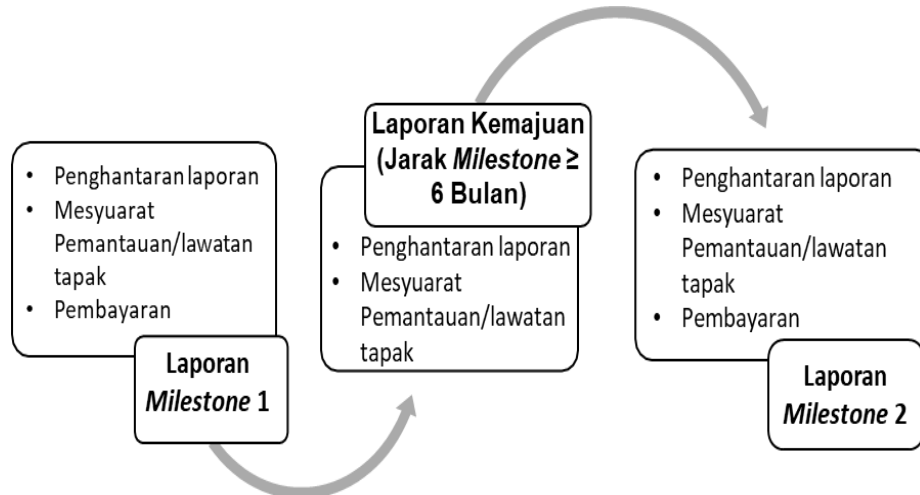 • Penghantaran laporan
• Mesyuarat
Pemantauan/lawatan
tapak
• Pembayaran
Laporan
Milestone 1
Laporan Kemajuan
(Jarak Milestone ≥
6 Bulan)
• Penghantaran laporan
• Mesyuarat
Pemantauan/lawatan
tapak
• Penghantaran laporan
• Mesyuarat
Pemantauan/lawatan
tapak
• Pembayaran
Laporan
Milestone 2